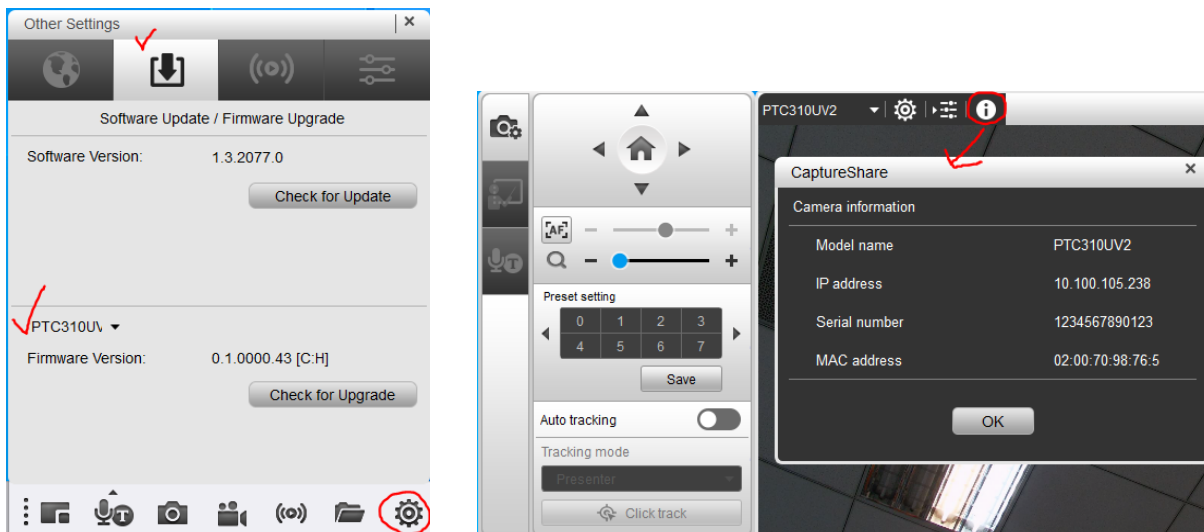 Other Settings
Software Update / Firmware Upgrade
Software Version: 1.3.2077.0
Check for Update
PTC310U\
Firmware Version: 0.1.0000.43 [C:H]
Check for Upgrade
T
T
AF
Preset setting
0 1 2 3
4 5 6 7
Save
Auto tracking
Tracking mode
Presenter
Click track
PTC310UV2
CaptureShare
Camera information
Model name PTC310UV2
IP address 10.100.105.238
Serial number 1234567890123
MAC address 02:00:70:98:76:5
OK